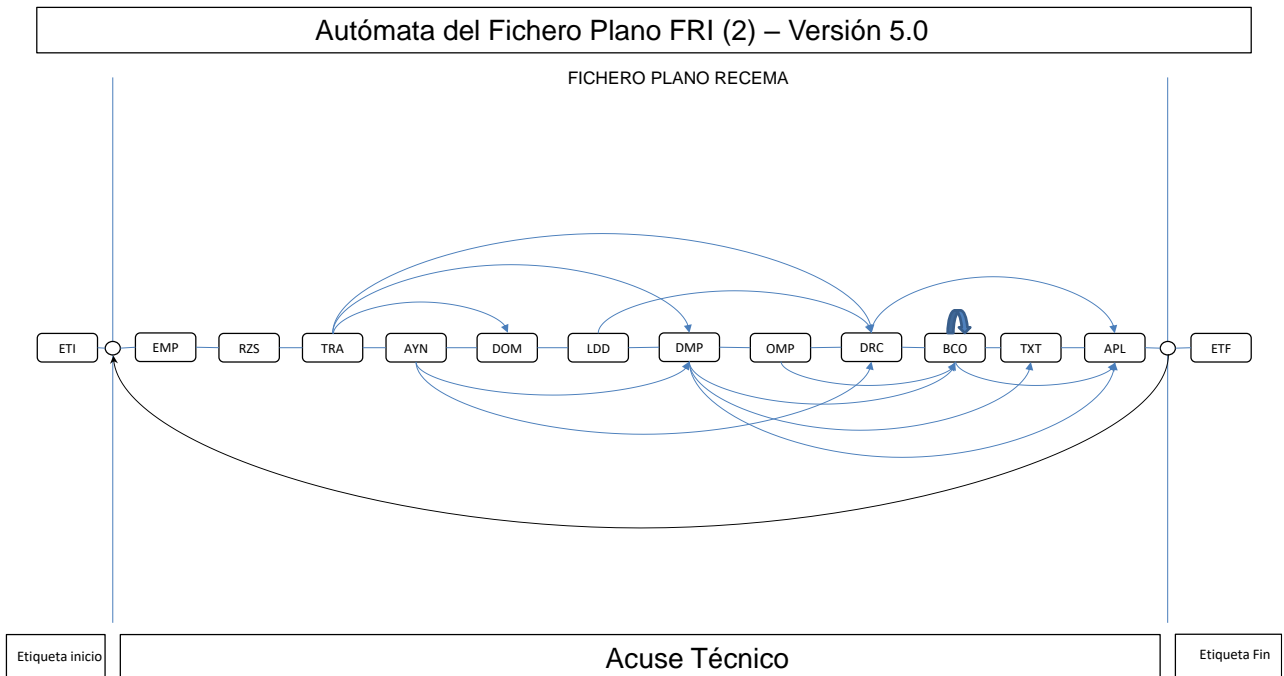 Autómata del Fichero Plano FRI (2) – Versión 5.0
FICHERO PLANO RECEMA
ETI EMP RZS TRA AYN DOM LDD DMP OMP DRC BCO TXT APL ETF
Etiqueta inicio Acuse Técnico Etiqueta Fin